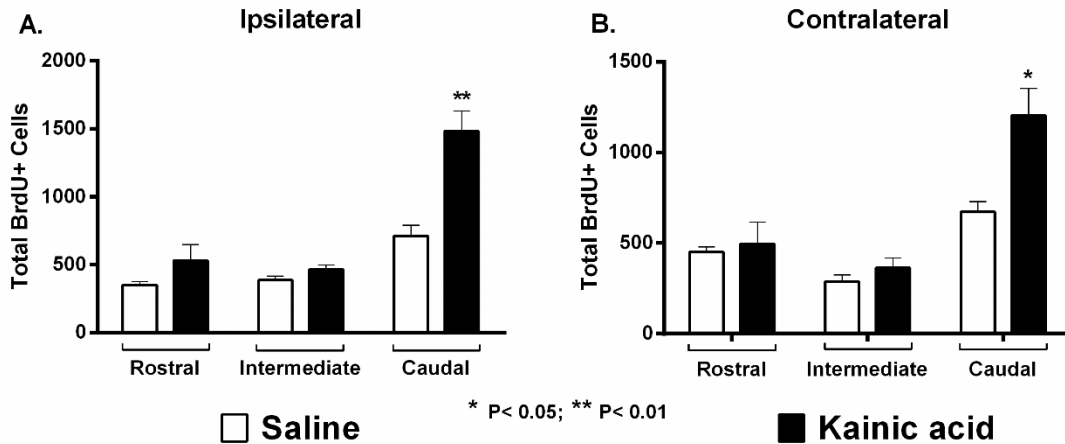 A.
Ipsilateral
Total BrdU+ Cells
2000
1500
1000
500
0
**
Rostral
Intermediate
Caudal
B.
Contralateral
Total BrdU+ Cells
1500
1000
500
0
*
Rostral
Intermediate
Caudal
* P< 0.05; ** P< 0.01
Saline
Kainic acid